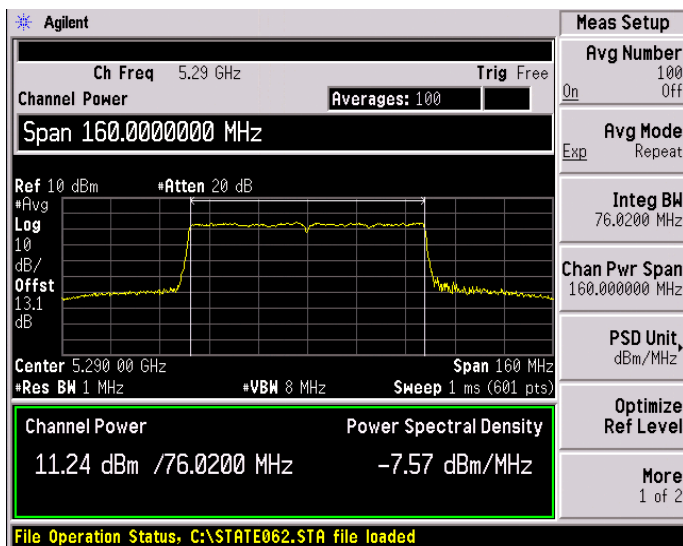 Agilent
Ch Freq 5.29 GHz Trig Free
Channel Power Averages: 100
Span 160.0000000 MHz
Ref 10 dBm #Atten 20 dB
#Avg
Log
10
dB/
Offst
13.1
dB
Center 5.290 00 GHz Span 160 MHz
#Res BW 1 MHz #VBW 8 MHz Sweep 1 ms (601 pts)
Channel Power Power Spectral Density
11.24 dBm /76.0200 MHz -7.57 dBm/MHz
File Operation Status, C:\STATE062.STA file loaded
Meas Setup
Avg Number
100
On Off
Avg Mode
Exp Repeat
Integ BW
76.0200 MHz
Chan Pwr Span
160.000000 MHz
PSD Unit
dBm/MHz
Optimize
Ref Level
More
1 of 2